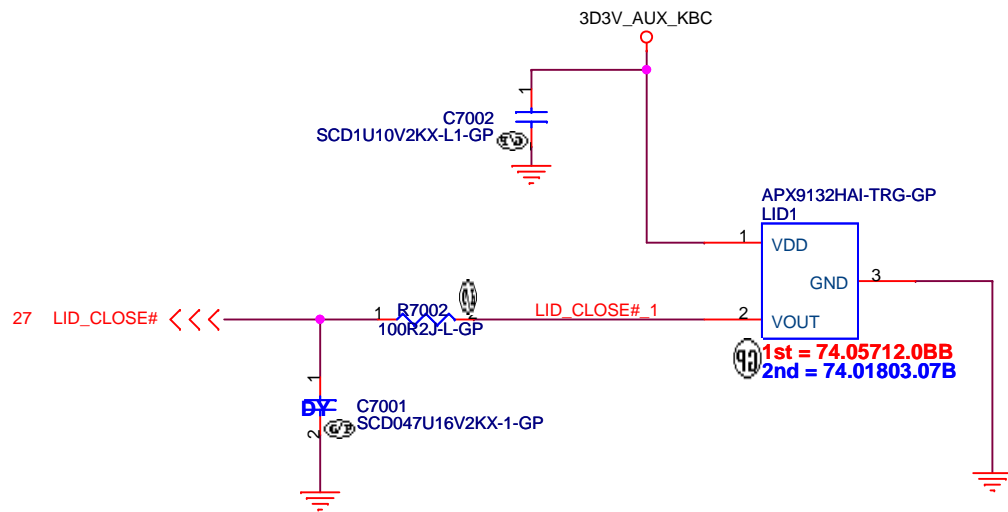 3D3V_AUX_KBC
1
C7002
SCD1U10V2KX-L1-GP
2
APX9132HAI-TRG-GP
LID1
1
VDD
GND
3
27 LID_CLOSE#
1
R7002
2
100R2J-L-GP
LID_CLOSE#_1
2
VOUT
GP
1st = 74.05712.0BB
2nd = 74.01803.07B
1
DY
C7001
SCD047U16V2KX-1-GP
2